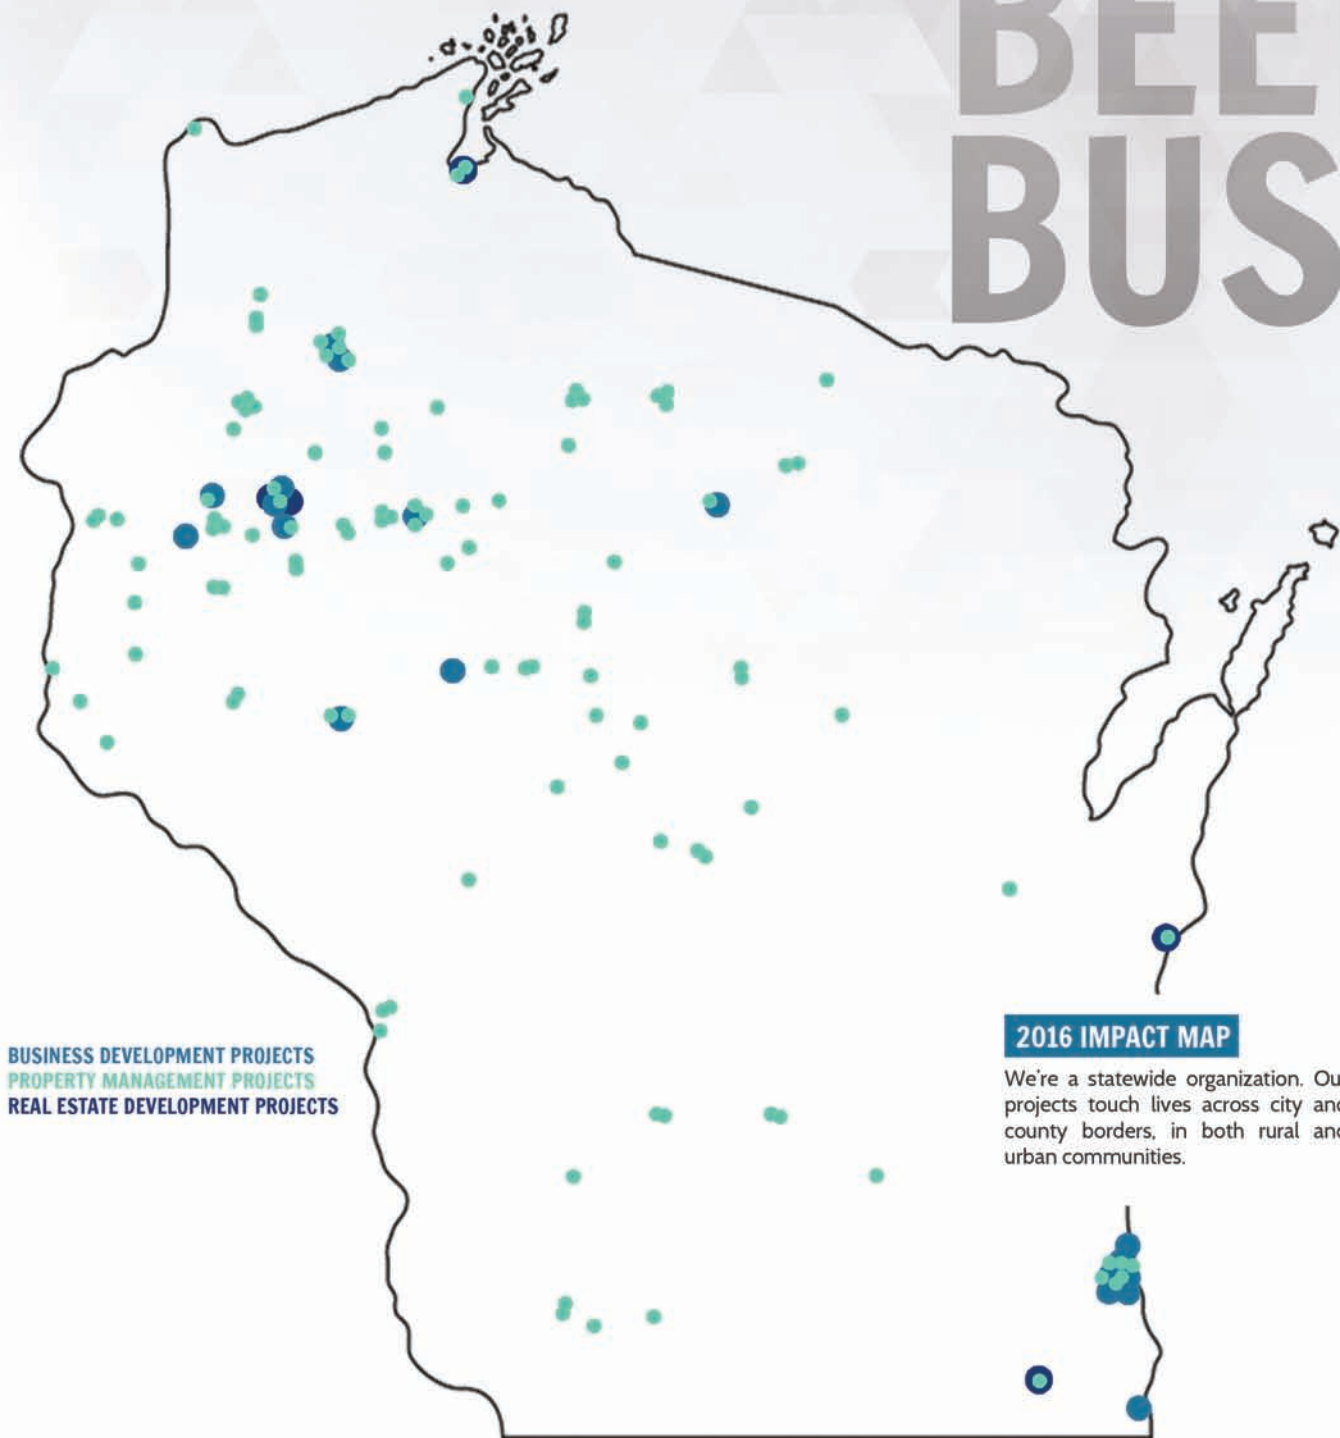 BEE
BUS
BUSINESS DEVELOPMENT PROJECTS
PROPERTY MANAGEMENT PROJECTS
REAL ESTATE DEVELOPMENT PROJECTS
2016 IMPACT MAP
We're a statewide organization. Ou
projects touch lives across city and
county borders, in both rural and
urban communities.